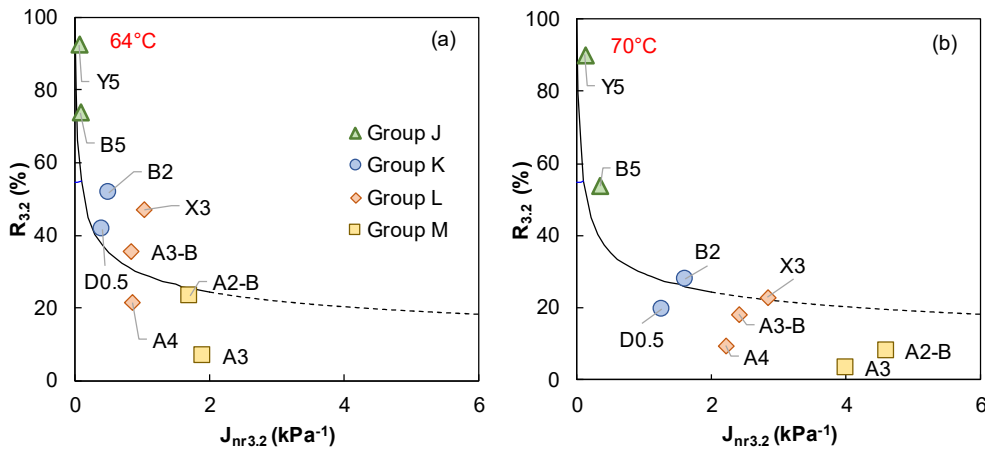 100
80
60
40
20
0
R3.2 (%)
64°C
(a)
Y5
B5
B2
X3
A3-B
D0.5
A2-B
A4
A3
Group J
Group K
Group L
Group M
0 2 4 6
Jnr3.2 (kPa-1)
100
80
60
40
20
0
R3.2 (%)
70°C
(b)
Y5
B5
B2
X3
D0.5
A3-B
A4
A2-B
A3
0 2 4 6
Jnr3.2 (kPa-1)